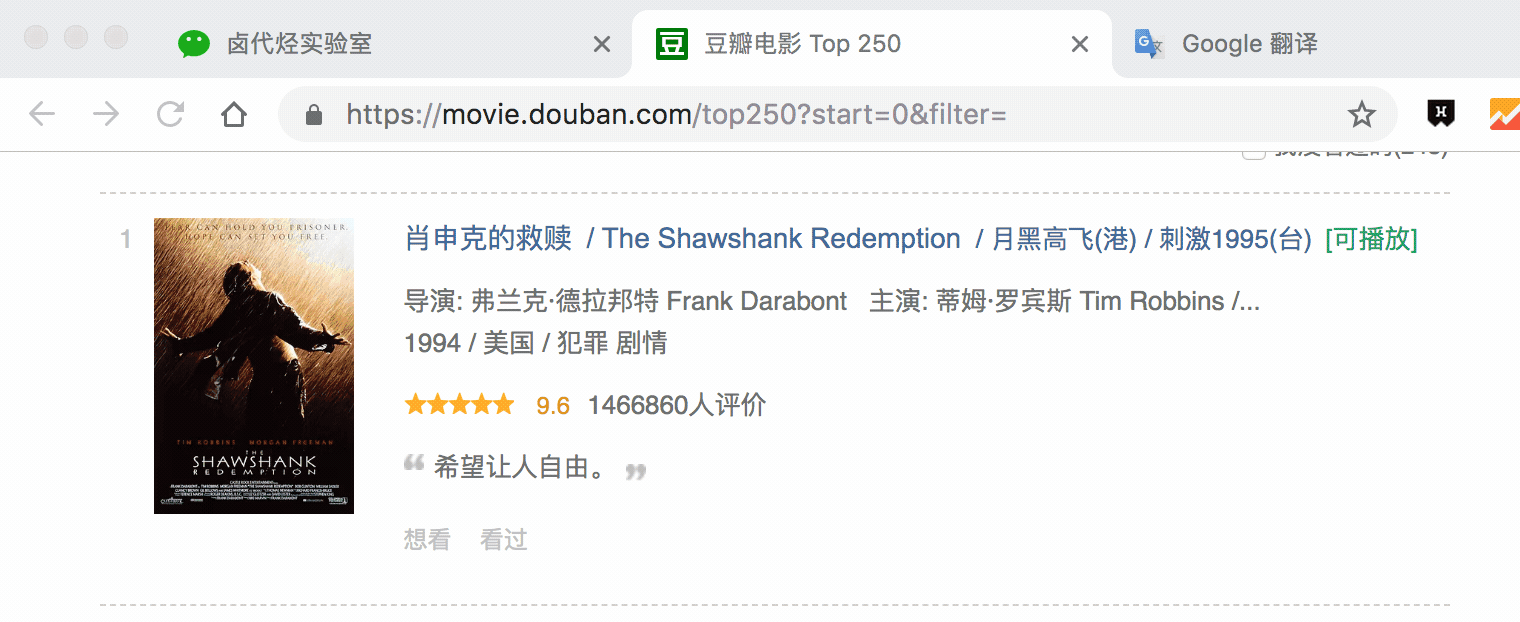 卤代烃实验室
豆瓣电影 Top 250
Google 翻译
https://movie.douban.com/top250?start=0&filter=
1
FEAR CAN HOLD YOU PRISONER.
HOPE CAN SET YOU FREE.
TIM ROBBINS MORGAN FREEMAN
THE
SHAWSHANK
REDEMPTION
肖申克的救赎 / The Shawshank Redemption / 月黑高飞(港) / 刺激1995(台) [可播放]
导演: 弗兰克·德拉邦特 Frank Darabont 主演: 蒂姆·罗宾斯 Tim Robbins /...
1994 / 美国 / 犯罪 剧情
9.6 1466860人评价
“ 希望让人自由。 ”
想看 看过